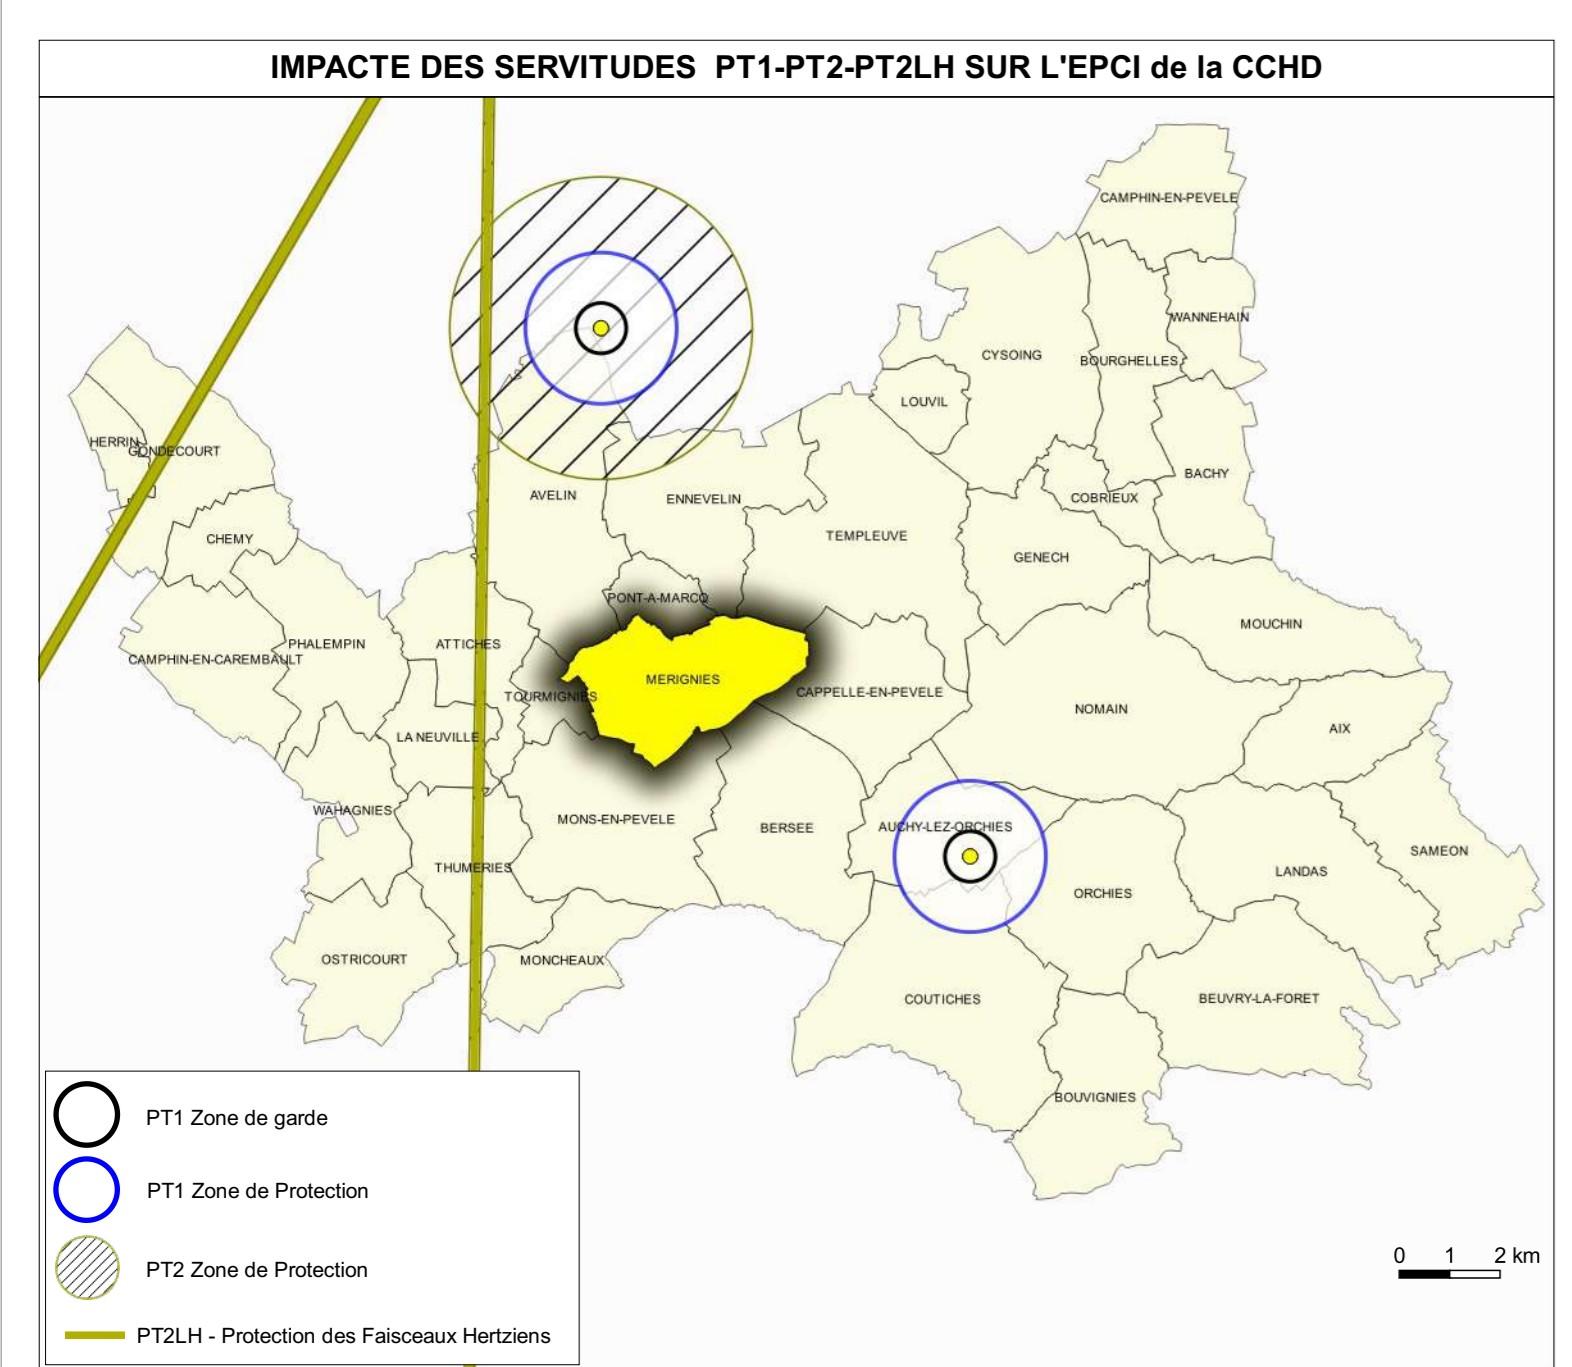 IMPACTE DES SERVITUDES PT1-PT2-PT2LH SUR L'EPCI de la CCHD
CAMPHIN-EN-PEVELE
WANNEHAIN
CYSOING
BOURGHELLES
LOUVIL
HERRIN
GONDECOURT
BACHY
AVELIN
ENNEVELIN
COBRIEUX
TEMPLEUVE
CHEMY
GENECH
PONT-A-MARCQ
MOUCHIN
PHALEMPIN
ATTICHES
CAMPHIN-EN-CAREMBAULT
MERIGNIES
TOURMIGNIES
CAPPELLE-EN-PEVELE
NOMAIN
AIX
LA NEUVILLE
WAHAGNIES
MONS-EN-PEVELE
BERSEE
AUCHY-LEZ-ORCHIES
SAMEON
THUMERIES
LANDAS
ORCHIES
OSTRICOURT
MONCHEAUX
COUTICHES
BEUVRY-LA-FORET
BOUVIGNIES
PT1 Zone de garde
PT1 Zone de Protection
PT2 Zone de Protection
PT2LH - Protection des Faisceaux Hertziens
0 1 2 km